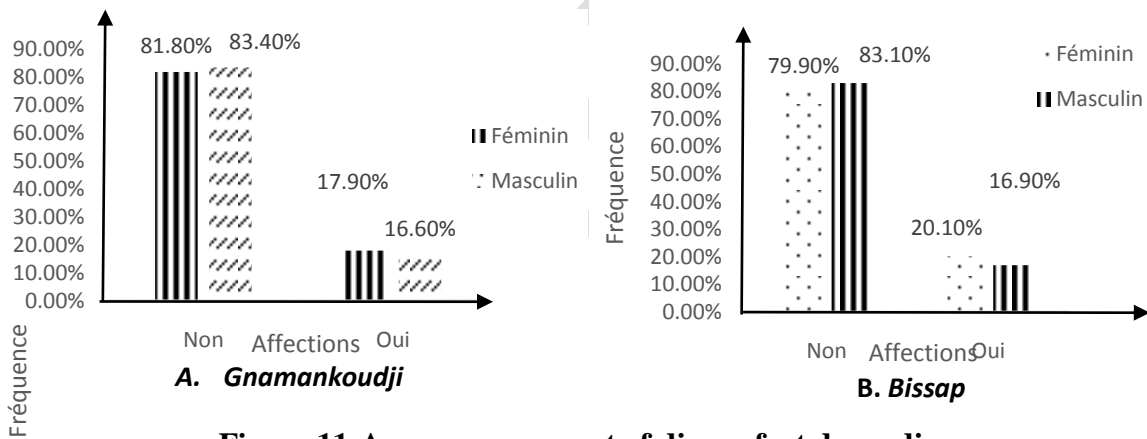 81.80%
83.40%
90.00%
80.00%
70.00%
60.00%
50.00%
40.00%
30.00%
20.00%
10.00%
0.00%
17.90%
16.60%
Féminin
Masculin
Fréquence
Non Affections Oui
A. Gnamankoudji
79.90%
83.10%
90.00%
80.00%
70.00%
60.00%
50.00%
40.00%
30.00%
20.00%
10.00%
0.00%
20.10%
16.90%
Féminin
Masculin
Fréquence
Non Affections Oui
B. Bissap